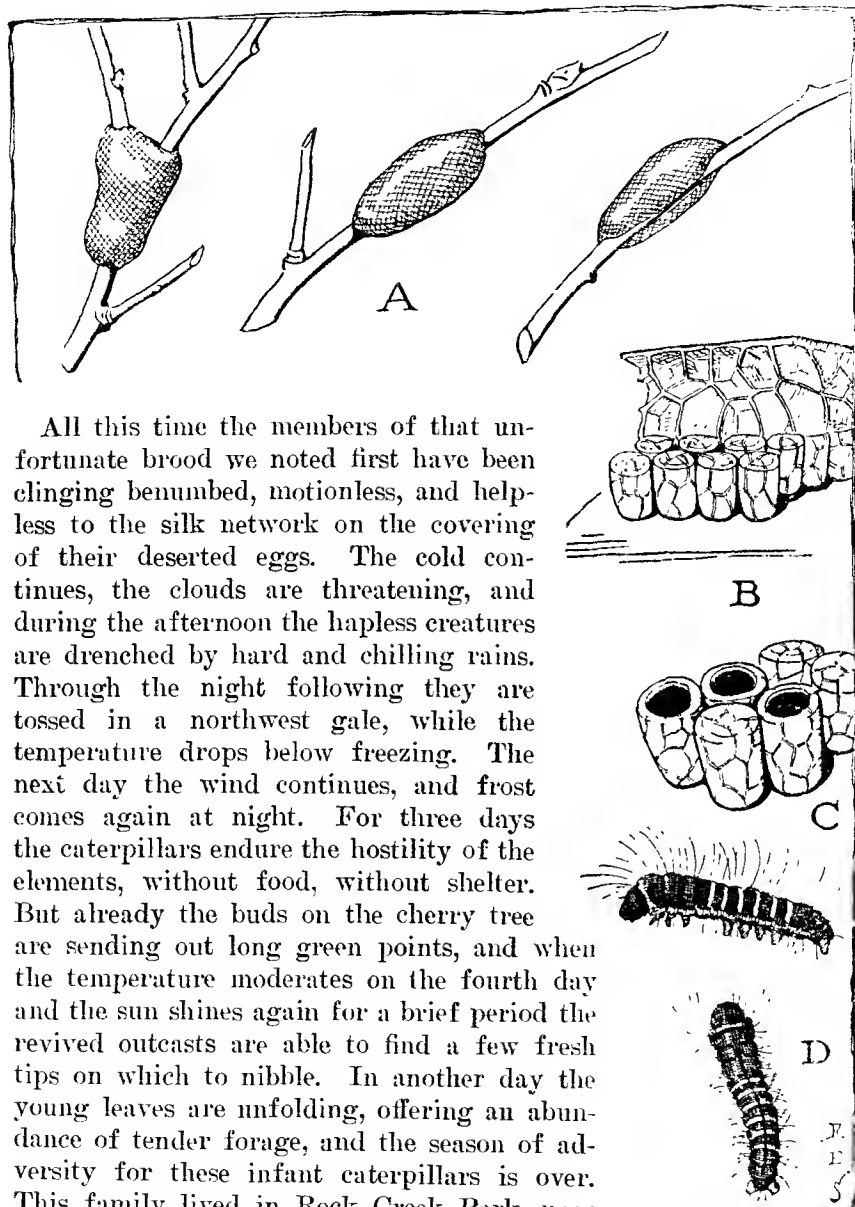 A
All this time the members of that un-
fortunate brood we noted first have been
clinging benumbed, motionless, and help-
less to the silk network on the covering
of their deserted eggs. The cold con-
tinues, the clouds are threatening, and
during the afternoon the hapless creatures
are drenched by hard and chilling rains.
Through the night following they are
tossed in a northwest gale, while the
temperature drops below freezing. The
next day the wind continues, and frost
comes again at night. For three days
the caterpillars endure the hostility of the
elements, without food, without shelter.
But already the buds on the cherry tree
are sending out long green points, and when
the temperature moderates on the fourth day
and the sun shines again for a brief period the
revived outcasts are able to find a few fresh
tips on which to nibble. In another day the
young leaves are unfolding, offering an abun-
dance of tender forage, and the season of ad-
versity for these infant caterpillars is over.
This family lived in Rock Creek Park
B
C
D
R
E
S